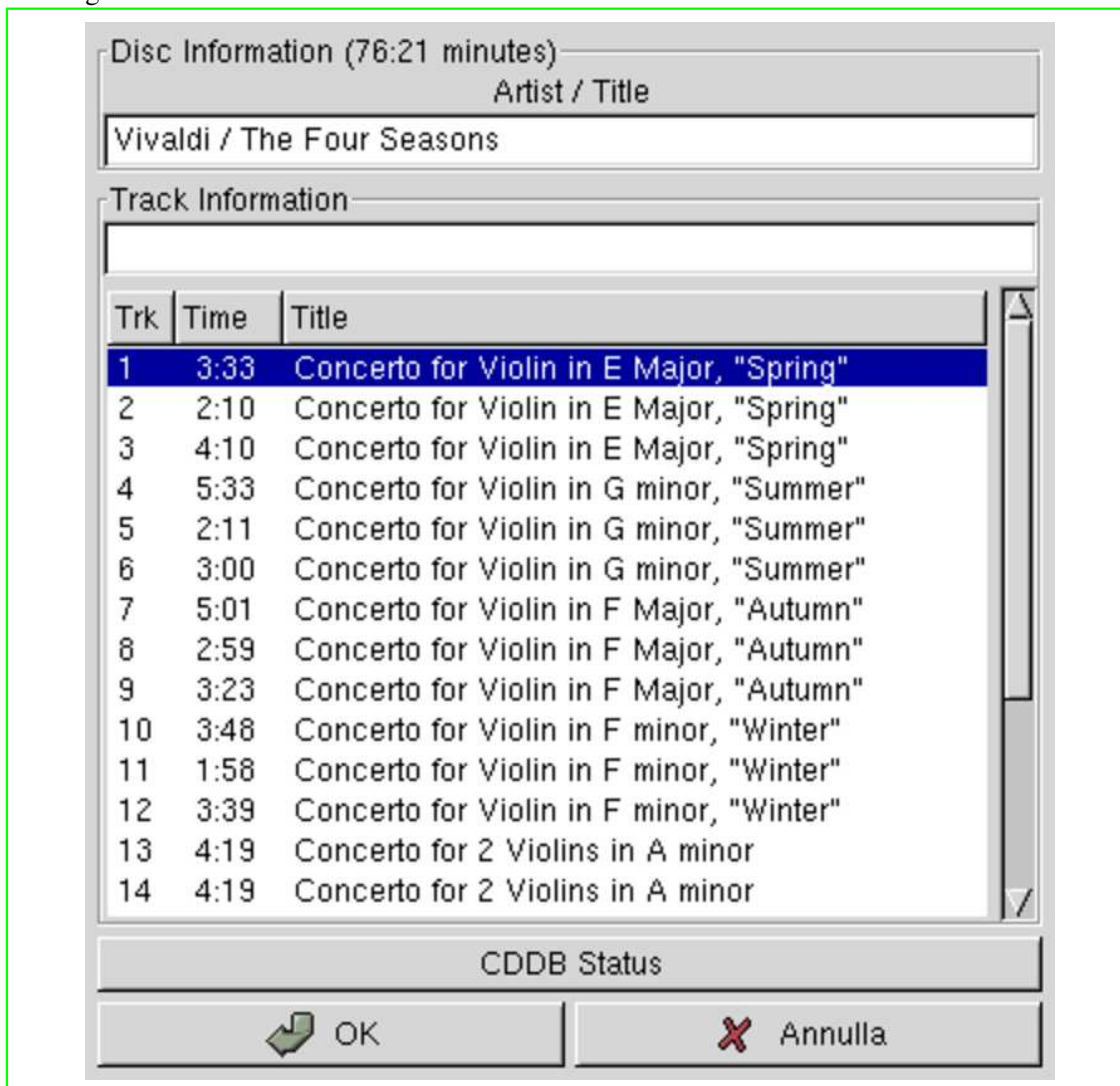 Disc Information (76:21 minutes)
Artist / Title
Vivaldi / The Four Seasons
Track Information
Trk Time Title
1 3:33 Concerto for Violin in E Major, "Spring"
2 2:10 Concerto for Violin in E Major, "Spring"
3 4:10 Concerto for Violin in E Major, "Spring"
4 5:33 Concerto for Violin in G minor, "Summer"
5 2:11 Concerto for Violin in G minor, "Summer"
6 3:00 Concerto for Violin in G minor, "Summer"
7 5:01 Concerto for Violin in F Major, "Autumn"
8 2:59 Concerto for Violin in F Major, "Autumn"
9 3:23 Concerto for Violin in F Major, "Autumn"
10 3:48 Concerto for Violin in F minor, "Winter"
11 1:58 Concerto for Violin in F minor, "Winter"
12 3:39 Concerto for Violin in F minor, "Winter"
13 4:19 Concerto for 2 Violins in A minor
14 4:19 Concerto for 2 Violins in A minor
CDDB Status
OK Annulla